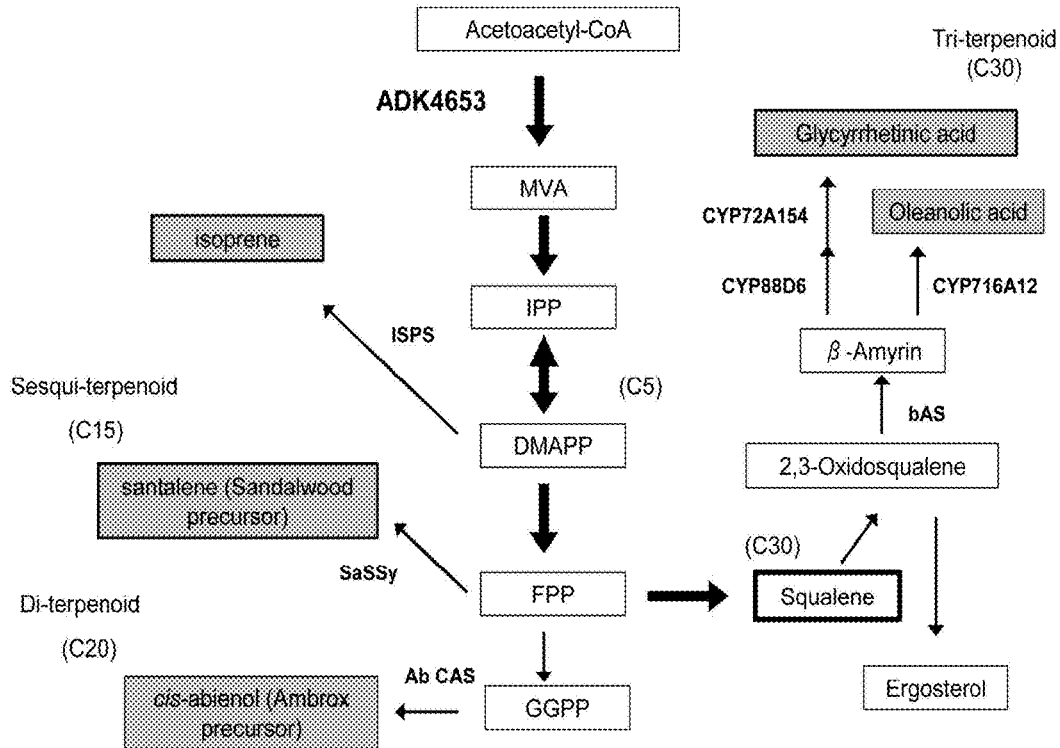 Acetoacetyl-CoA
Tri-terpenoid
(C30)
ADK4653
Glycyrrhetinic acid
MVA
CYP72A154
Oleanolic acid
isoprene
CYP88D6
CYP716A12
IPP
ISPS
β-Amyrin
Sesqui-terpenoid
(C15)
(C5)
bAS
DMAPP
2,3-Oxidosqualene
santalene (Sandalwood
precursor)
(C30)
SaSSy
FPP
Squalene
Di-terpenoid
(C20)
Ab CAS
Ergosterol
cis-abienol (Ambrox
precursor)
GGPP